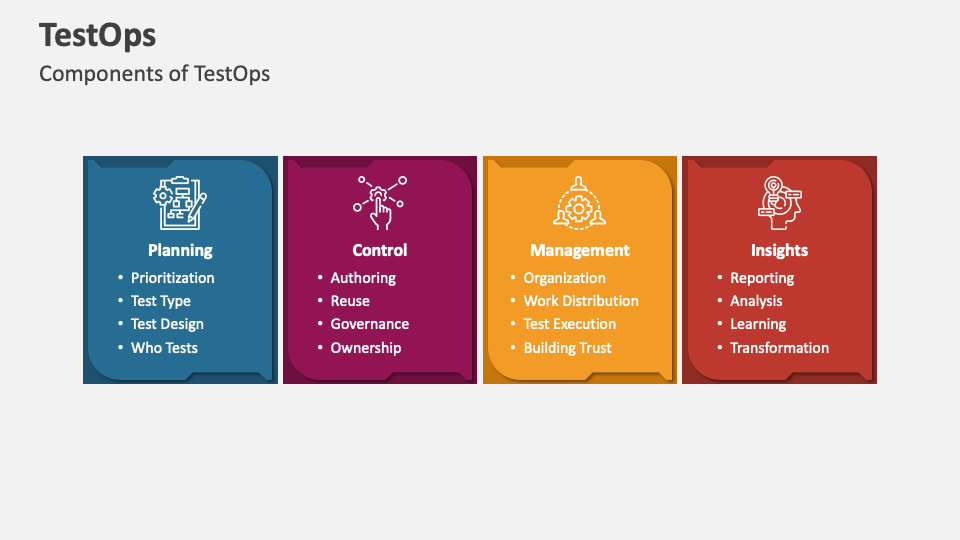 TestOps
Components of TestOps
Planning
• Prioritization
• Test Type
• Test Design
• Who Tests
Control
• Authoring
• Reuse
• Governance
• Ownership
Management
• Organization
• Work Distribution
• Test Execution
• Building Trust
Insights
• Reporting
• Analysis
• Learning
• Transformation